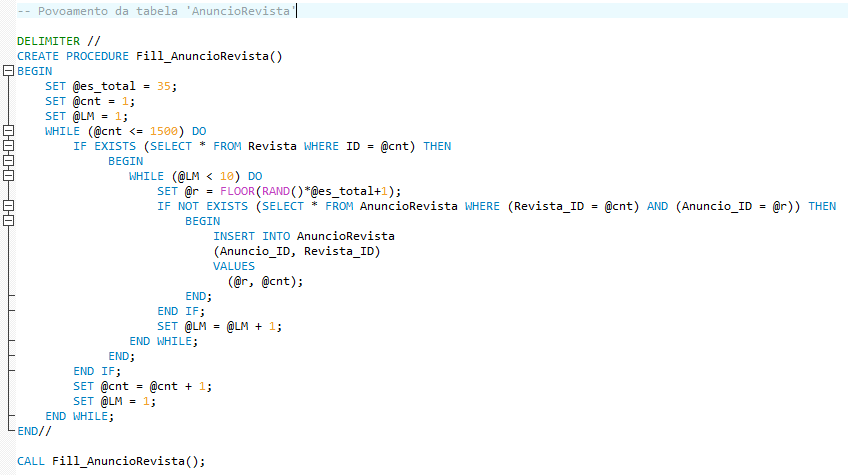 -- Povoamento da tabela 'AnuncioRevista'

DELIMITER //
CREATE PROCEDURE Fill_AnuncioRevista()
BEGIN
    SET @es_total = 35;
    SET @cnt = 1;
    SET @LM = 1;
    WHILE (@cnt <= 1500) DO
        IF EXISTS (SELECT * FROM Revista WHERE ID = @cnt) THEN
             BEGIN
                WHILE (@LM < 10) DO
                    SET @r = FLOOR(RAND()*@es_total+1);
                    IF NOT EXISTS (SELECT * FROM AnuncioRevista WHERE (Revista_ID = @cnt) AND (Anuncio_ID = @r)) THEN
                        BEGIN
                            INSERT INTO AnuncioRevista
                            (Anuncio_ID, Revista_ID)
                            VALUES
                              (@r, @cnt);
                        END;
                    END IF;
                    SET @LM = @LM + 1;
                END WHILE;
             END;
        END IF;
        SET @cnt = @cnt + 1;
        SET @LM = 1;
    END WHILE;
END//

CALL Fill_AnuncioRevista();